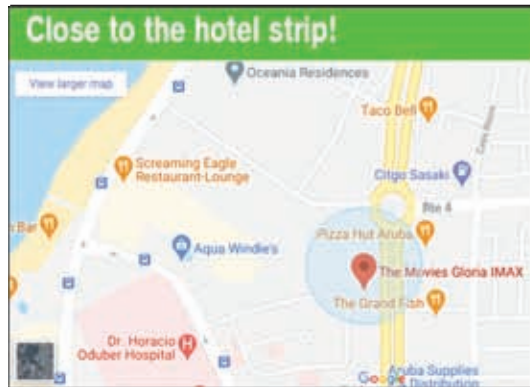 Close to the hotel strip!
View larger map
Oceania Residences
Taco Bell
Screaming Eagle
Restaurant-Lounge
Citgo Sasaki
Rte 4
Bar
Pizza Hut Aruba
Aqua Windie's
The Movies Gloria IMAX
The Grand Fish
Dr. Horacio
Oduber Hospital
Google
Aruba Supplies
Distribution